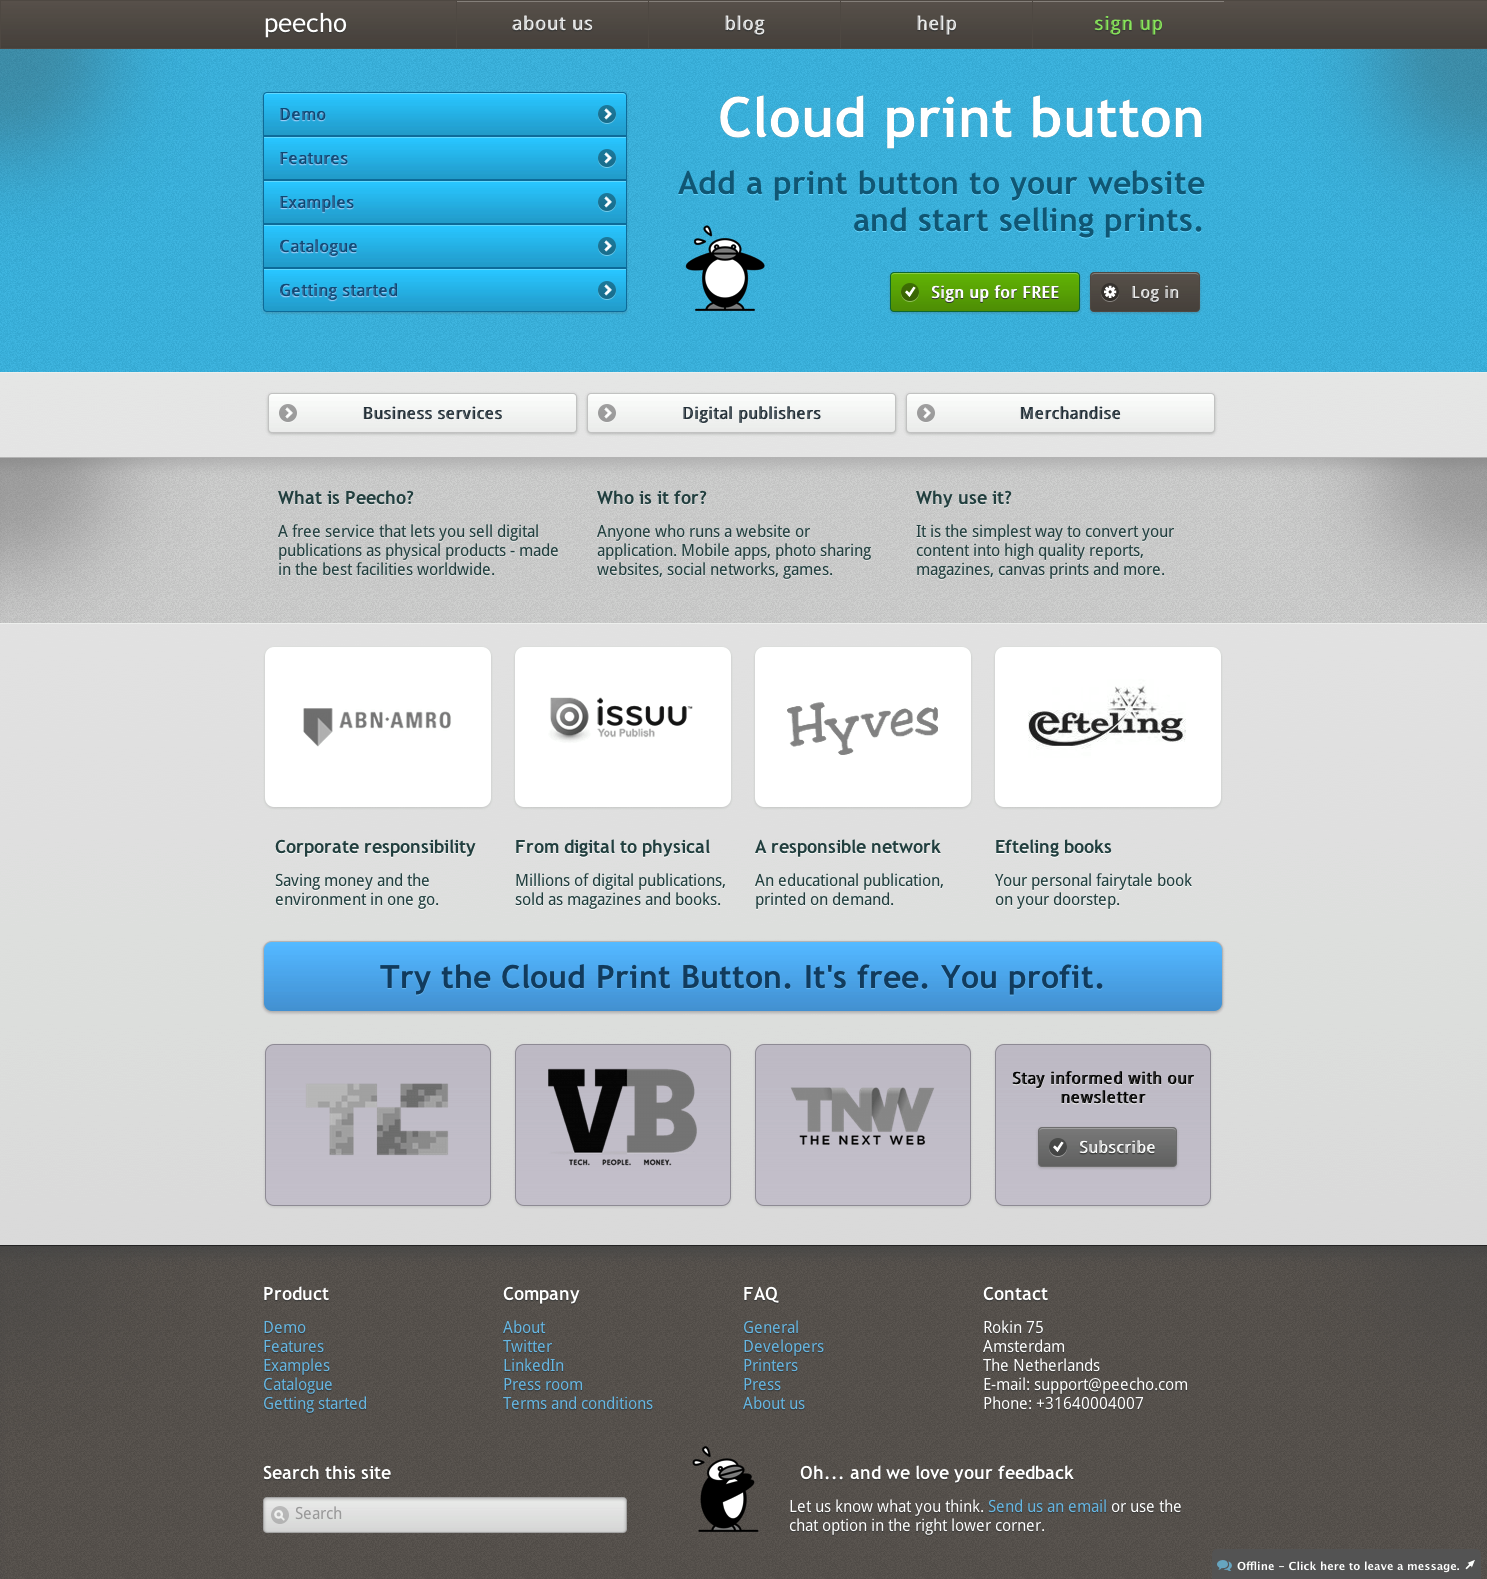 peecho
about us
blog
help
sign up
Demo
Features
Examples
Catalogue
Getting started
Cloud print button
Add a print button to your website
and start selling prints.
Sign up for FREE
Log in
Business services
Digital publishers
Merchandise
What is Peecho?
A free service that lets you sell digital
publications as physical products - made
in the best facilities worldwide.
Who is it for?
Anyone who runs a website or
application. Mobile apps, photo sharing
websites, social networks, games.
Why use it?
It is the simplest way to convert your
content into high quality reports,
magazines, canvas prints and more.
ABN·AMRO
issuu™
You Publish
Hyves
efteling
Corporate responsibility
Saving money and the
environment in one go.
From digital to physical
Millions of digital publications,
sold as magazines and books.
A responsible network
An educational publication,
printed on demand.
Efteling books
Your personal fairytale book
on your doorstep.
Try the Cloud Print Button. It's free. You profit.
TC
VB
TECH. PEOPLE. MONEY.
TNW
THE NEXT WEB
Stay informed with our
newsletter
Subscribe
Product
Demo
Features
Examples
Catalogue
Getting started
Company
About
Twitter
LinkedIn
Press room
Terms and conditions
FAQ
General
Developers
Printers
Press
About us
Contact
Rokin 75
Amsterdam
The Netherlands
E-mail: support@peecho.com
Phone: +31640004007
Search this site
Search
Oh... and we love your feedback
Let us know what you think. Send us an email or use the
chat option in the right lower corner.
Offline - Click here to leave a message.